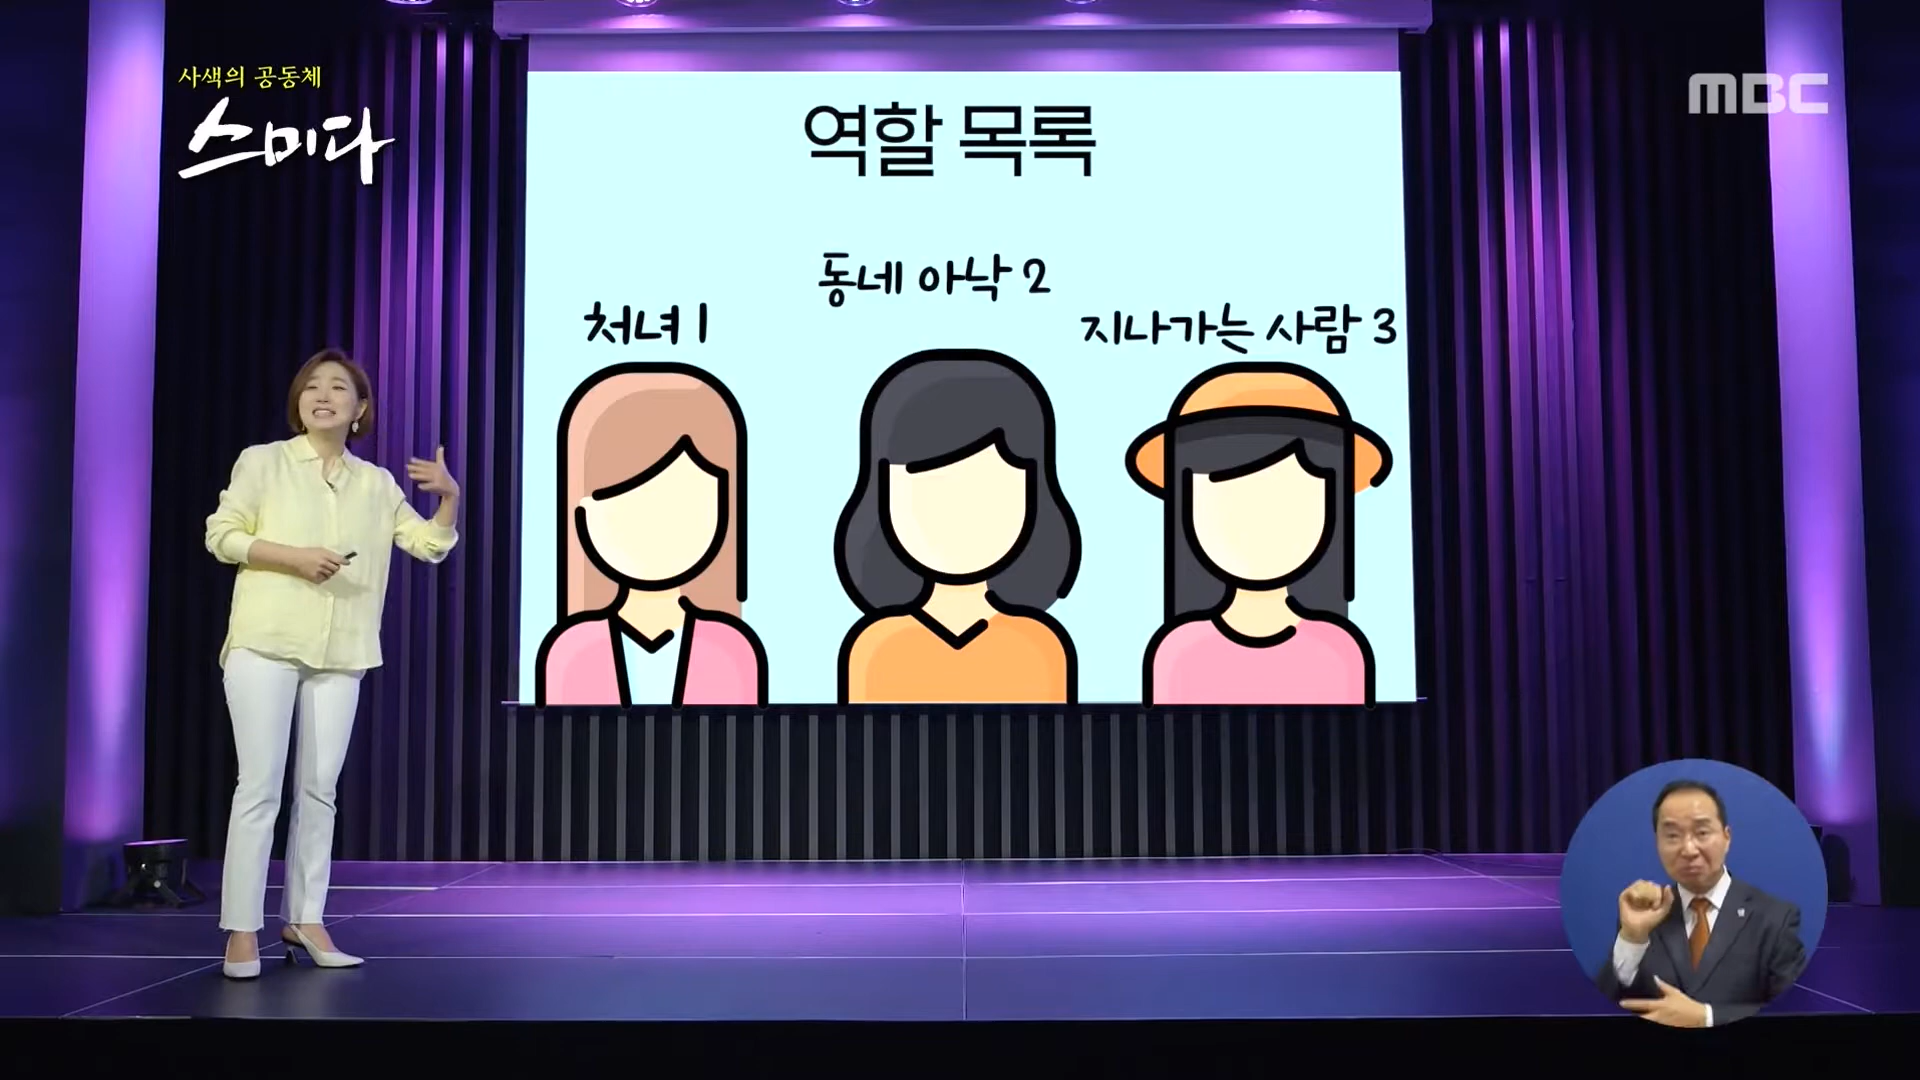 사색의 공동체
스미다
MBC
역할 목록
동네 아낙 2
처녀 1
지나가는 사람 3